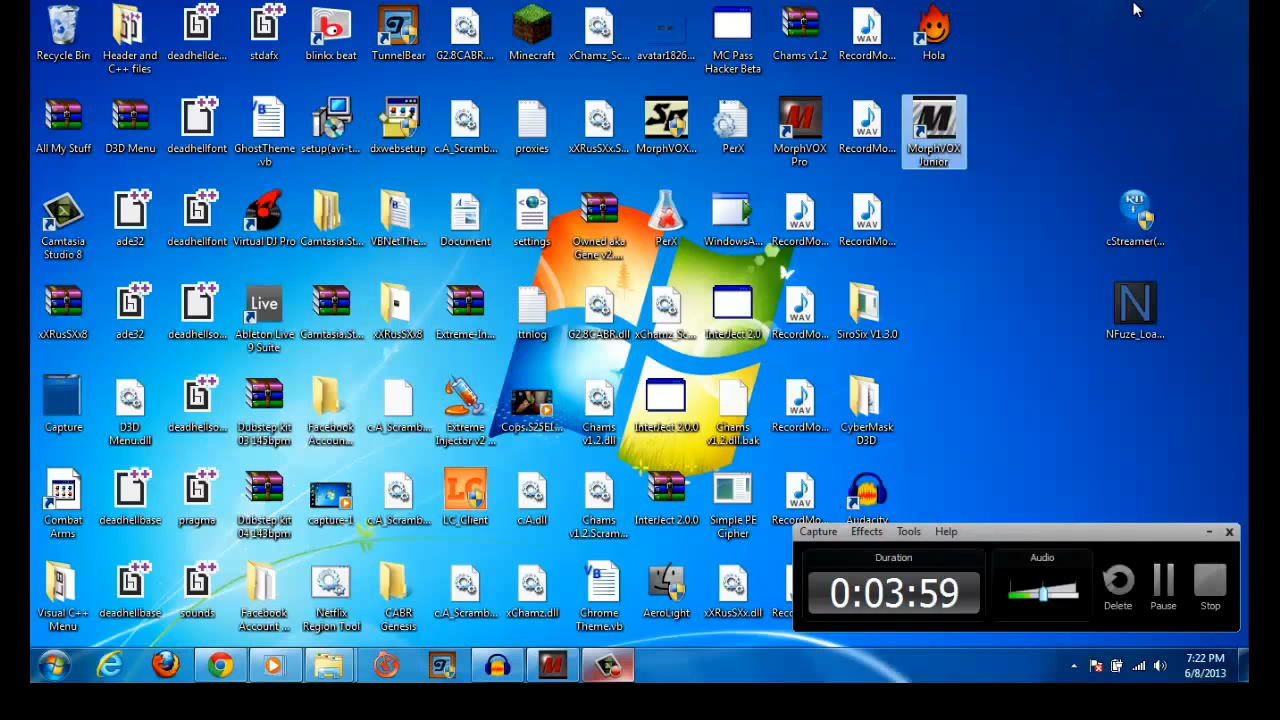 Recycle Bin
Header and
C++ files
deadhellde...
stdafx
blinkx beat
TunnelBear
G2.8CABR....
Minecraft
xChamz_Sc...
avatar1826...
MC Pass
Hacker Beta
Chams v1.2
RecordMo...
Hola
All My Stuff
D3D Menu
deadhellfont
GhostTheme
.vb
setup(avi-t...
dxwebsetup
c.A_Scramb...
proxies
xXRusSXx.S...
MorphVOX...
PerX
MorphVOX
Pro
RecordMo...
MorphVOX
Junior
Camtasia
Studio 8
ade32
deadhellfont
Virtual DJ Pro
Camtasia.St...
VBNetThe...
Document
settings
Owned aka
Gene v2....
PerX
WindowsA...
RecordMo...
RecordMo...
cStreamer(...
xXRusSXx8
ade32
deadhellso...
Live
Ableton Live
9 Suite
Camtasia.St...
xXRusSXx8
Extreme-In...
ttnlog
G2.8CABR.dll
xChamz_Sc...
InterJect 2.0
RecordMo...
SiroSix V1.3.0
N
NFuze_Loa...
Capture
D3D
Menu.dll
deadhellso...
Dubstep kit
03 145bpm
Facebook
Accoun...
c.A_Scramb...
Extreme
Injector v2 ...
Cops.S25E1...
Chams
v1.2.dll
InterJect 2.0.0
Chams
v1.2.dll.bak
RecordMo...
CyberMask
D3D
Combat
Arms
deadhellbase
pragma
Dubstep kit
04 143bpm
capture-1
c.A_Scramb...
LC
LC_Client
c.A.dll
Chams
v1.2.Scram...
InterJect 2.0.0
Simple PE
Cipher
RecordMo...
Audacity
Visual C++
Menu
deadhellbase
sounds
Facebook
Account ...
Netflix
Region Tool
CABR
Genesis
c.A_Scramb...
xChamz.dll
Chrome
Theme.vb
AeroLight
xXRusSXx.dll
Capture Effects Tools Help
Duration
0:03:59
Audio
Delete
Pause
Stop
7:22 PM
6/8/2013